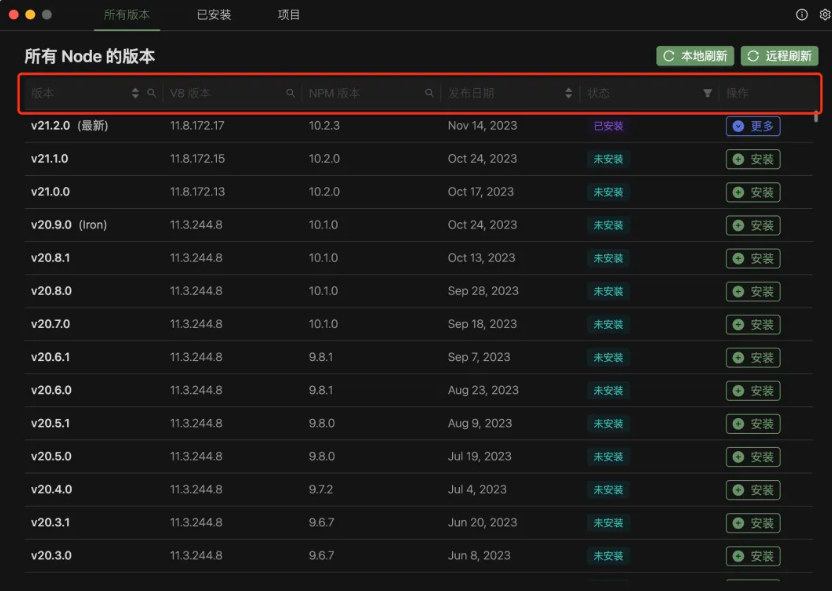 所有版本 已安装 项目
所有 Node 的版本 本地刷新 远程刷新
版本 V8 版本 NPM 版本 发布日期 状态 操作
v21.2.0 (最新) 11.8.172.17 10.2.3 Nov 14, 2023 已安装 更多
v21.1.0 11.8.172.15 10.2.0 Oct 24, 2023 未安装 安装
v21.0.0 11.8.172.13 10.2.0 Oct 17, 2023 未安装 安装
v20.9.0 (Iron) 11.3.244.8 10.1.0 Oct 24, 2023 未安装 安装
v20.8.1 11.3.244.8 10.1.0 Oct 13, 2023 未安装 安装
v20.8.0 11.3.244.8 10.1.0 Sep 28, 2023 未安装 安装
v20.7.0 11.3.244.8 10.1.0 Sep 18, 2023 未安装 安装
v20.6.1 11.3.244.8 9.8.1 Sep 7, 2023 未安装 安装
v20.6.0 11.3.244.8 9.8.1 Aug 23, 2023 未安装 安装
v20.5.1 11.3.244.8 9.8.0 Aug 9, 2023 未安装 安装
v20.5.0 11.3.244.8 9.8.0 Jul 19, 2023 未安装 安装
v20.4.0 11.3.244.8 9.7.2 Jul 4, 2023 未安装 安装
v20.3.1 11.3.244.8 9.6.7 Jun 20, 2023 未安装 安装
v20.3.0 11.3.244.8 9.6.7 Jun 8, 2023 未安装 安装